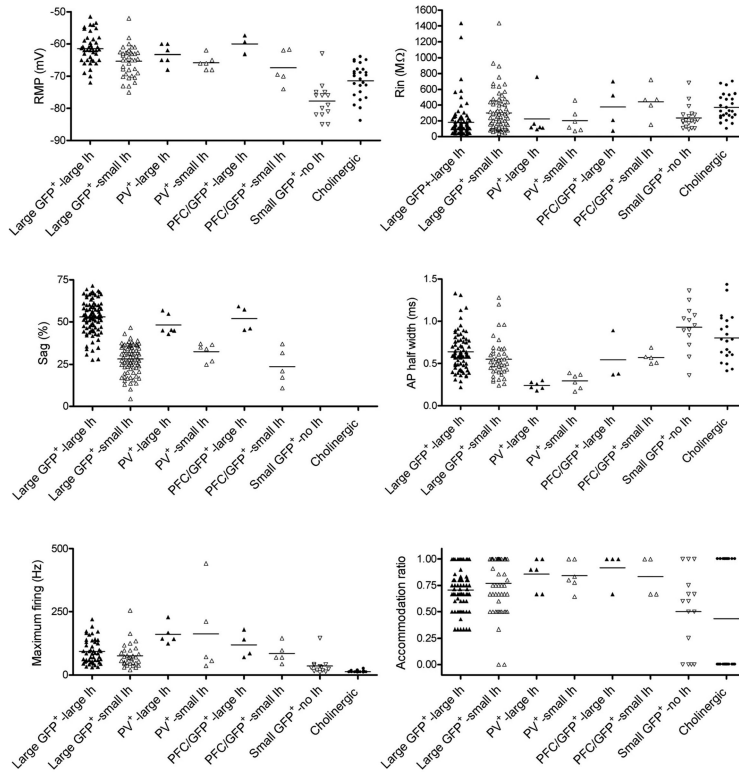 RMP (mV)
-50
-60
-70
-80
-90
Large GFP⁺-large Ih
Large GFP⁺-small Ih
PV⁺-large Ih
PV⁺-small Ih
PFC/GFP⁺-large Ih
PFC/GFP⁺-small Ih
Small GFP⁺-no Ih
Cholinergic
Rin (MΩ)
1600
1400
1200
1000
800
600
400
200
0
Large GFP+-large Ih
Large GFP⁺-small Ih
PV⁺-large Ih
PV⁺-small Ih
PFC/GFP⁺-large Ih
PFC/GFP⁺-small Ih
Small GFP⁺-no Ih
Cholinergic
Sag (%)
75
50
25
0
Large GFP⁺-large Ih
Large GFP⁺-small Ih
PV⁺-large Ih
PV⁺-small Ih
PFC/GFP⁺-large Ih
PFC/GFP⁺-small Ih
Small GFP⁺-no Ih
Cholinergic
AP half width (ms)
1.5
1.0
0.5
0.0
Large GFP⁺-large Ih
Large GFP⁺-small Ih
PV⁺-large Ih
PV⁺-small Ih
PFC/GFP⁺-large Ih
PFC/GFP⁺-small Ih
Small GFP⁺-no Ih
Cholinergic
Maximum firing (Hz)
500
250
0
Large GFP⁺-large Ih
Large GFP⁺-small Ih
PV⁺-large Ih
PV⁺-small Ih
PFC/GFP⁺-large Ih
PFC/GFP⁺-small Ih
Small GFP⁺-no Ih
Cholinergic
Accommodation ratio
1.00
0.75
0.50
0.25
0.00
Large GFP⁺-large Ih
Large GFP⁺-small Ih
PV⁺-large Ih
PV⁺-small Ih
PFC/GFP⁺-large Ih
PFC/GFP⁺-small Ih
Small GFP⁺-no Ih
Cholinergic